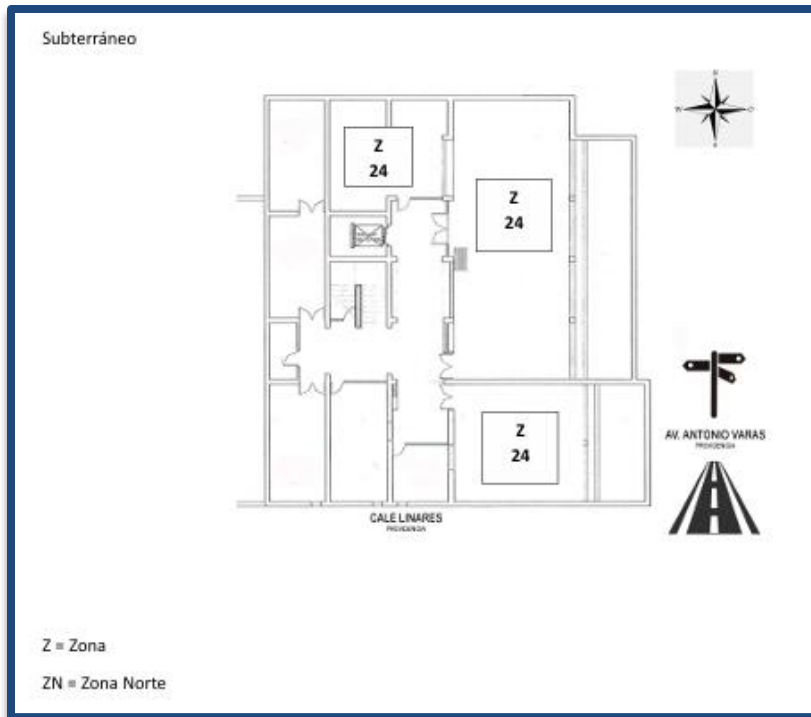 Subterráneo
Z
24
Z
24
AV. ANTONIO VARAS
PROVIDENCIA
Z
24
CALE LINARES
PROVIDENCIA
Z = Zona
ZN = Zona Norte